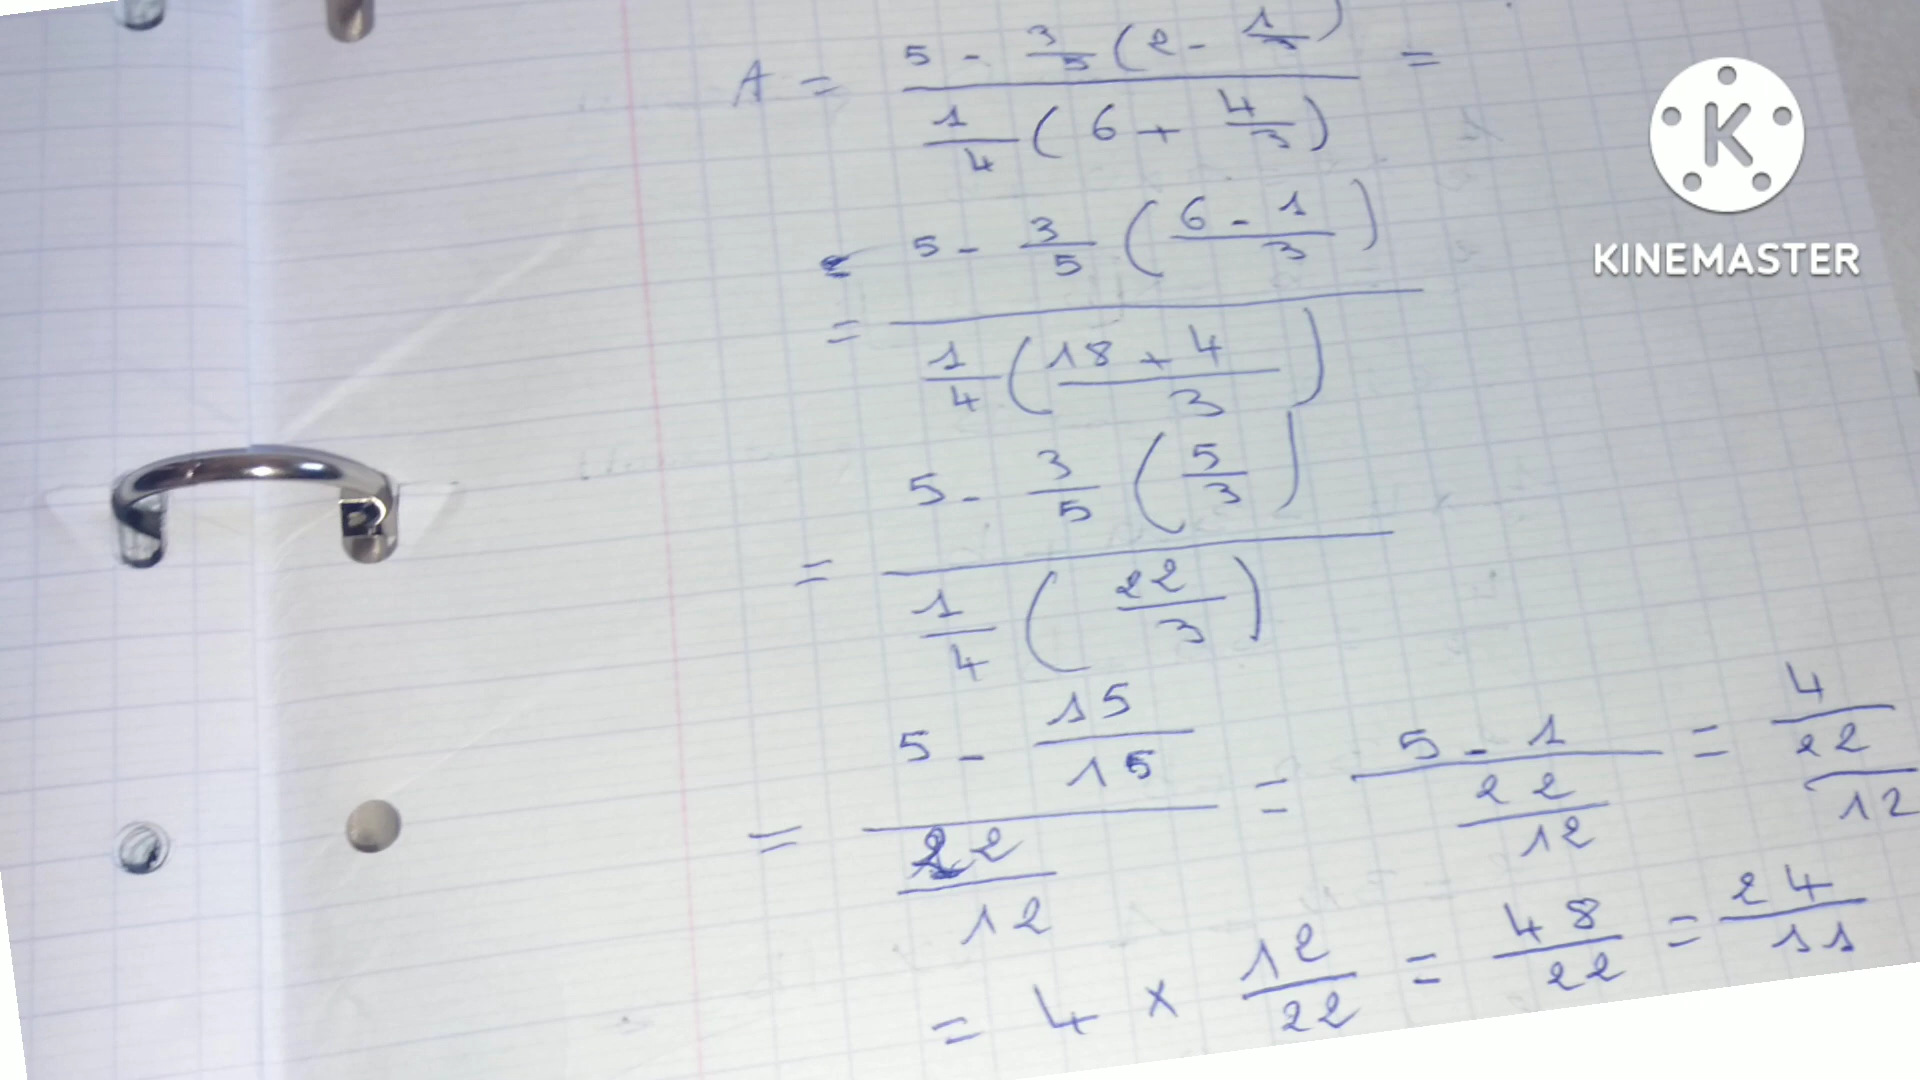 A = 5 - 3/5 (2 - 1/3) / 1/4 (6 + 4/3) =
= 5 - 3/5 (6 - 1 / 3)
= 1/4 (18 + 4 / 3)
= 5 - 3/5 (5/3) / 1/4 (22/3)
= 5 - 15/15 / 22/12 = 5 - 1 / 22/12 = 4 / 22/12
= 4 x 12/22 = 48/22 = 24/11
K
KINEMASTER